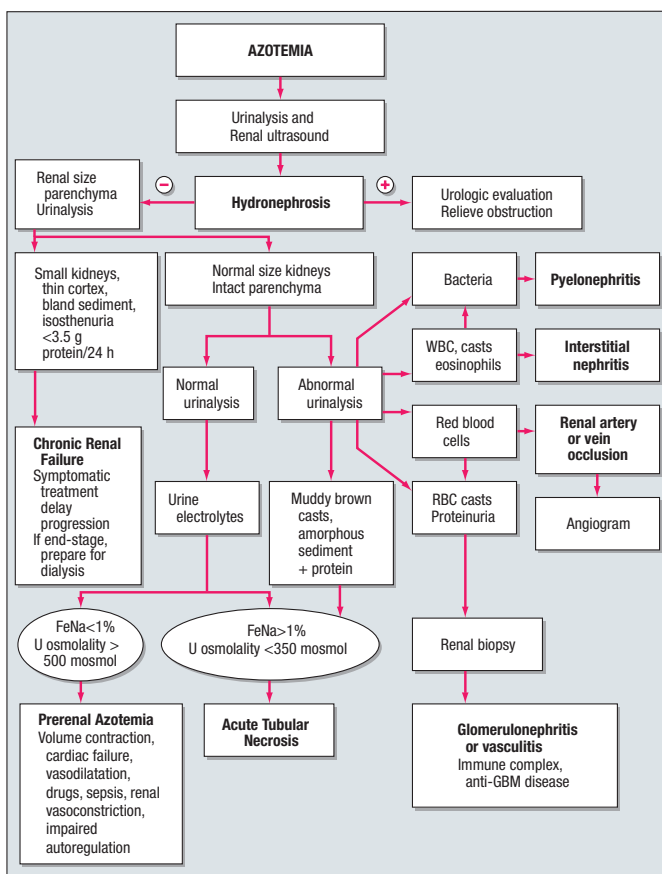 AZOTEMIA
Urinalysis and
Renal ultrasound
Renal size
parenchyma
Urinalysis
−
Hydronephrosis
+
Urologic evaluation
Relieve obstruction
Small kidneys,
thin cortex,
bland sediment,
isosthenuria
<3.5 g
protein/24 h
Normal size kidneys
Intact parenchyma
Bacteria
Pyelonephritis
WBC, casts
eosinophils
Interstitial
nephritis
Normal
urinalysis
Abnormal
urinalysis
Red blood
cells
Renal artery
or vein
occlusion
Chronic Renal
Failure
Symptomatic
treatment
delay
progression
If end-stage,
prepare for
dialysis
Urine
electrolytes
Muddy brown
casts,
amorphous
sediment
+ protein
RBC casts
Proteinuria
Angiogram
FeNa<1%
U osmolality >
500 mosmol
FeNa>1%
U osmolality <350 mosmol
Renal biopsy
Prerenal Azotemia
Volume contraction,
cardiac failure,
vasodilatation,
drugs, sepsis, renal
vasoconstriction,
impaired
autoregulation
Acute Tubular
Necrosis
Glomerulonephritis
or vasculitis
Immune complex,
anti-GBM disease